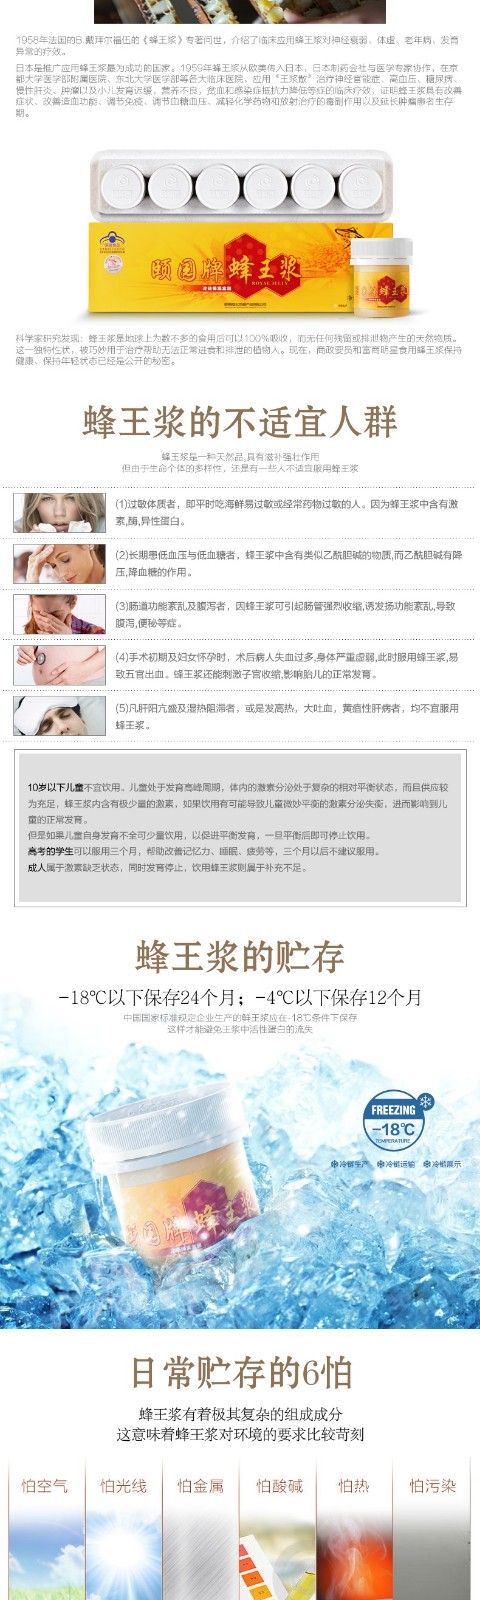 1958年法国的B.戴拜尔福伍的《蜂王浆》专著问世，介绍了临床应用蜂王浆对神经衰弱、体虚、老年病、发育
异常的疗效。
日本是推广应用蜂王浆最为成功的国家。1959年蜂王浆从欧美传入日本，日本制药会社与医学专家协作，在京
都大学医学部附属医院、东北大学医学部等各大临床医院，应用“王浆散”治疗神经官能症、高血压、糖尿病、
慢性肝炎、肿瘤以及小儿发育迟缓，营养不良，贫血和感染症抵抗力降低等症的临床疗效，证明蜂王浆具有改善
症状、改善造血功能、调节免疫、调节血糖血压、减轻化学药物和放射治疗的毒副作用以及延长肿瘤患者生存
期。
颐园牌蜂王浆
ROYAL JELLY
蜂王浆
科学家研究发现：蜂王浆是地球上为数不多的食用后可以100%吸收，而无任何残留或排泄物产生的天然物质。
这一独特性状，被巧妙用于治疗帮助无法正常进食和排泄的植物人。现在，商政要员和富商明星食用蜂王浆保持
健康、保持年轻状态已经是公开的秘密。
蜂王浆的不适宜人群
蜂王浆是一种天然品,具有滋补强壮作用
但由于生命个体的多样性，还是有一些人不适宜服用蜂王浆
(1)过敏体质者，即平时吃海鲜易过敏或经常药物过敏的人。因为蜂王浆中含有激
素,酶,异性蛋白。
(2)长期患低血压与低血糖者，蜂王浆中含有类似乙酰胆碱的物质,而乙酰胆碱有降
压,降血糖的作用。
(3)肠道功能紊乱及腹泻者，因蜂王浆可引起肠管强烈收缩,诱发扬功能紊乱,导致
腹泻,便秘等症。
(4)手术初期及妇女怀孕时，术后病人失血过多,身体严重虚弱,此时服用蜂王浆,易
致五官出血。蜂王浆还能刺激子宫收缩,影响胎儿的正常发育。
(5)凡肝阳亢盛及湿热阻滞者，或是发高热，大吐血，黄疸性肝病者，均不宜服用
蜂王浆。
10岁以下儿童不宜饮用。儿童处于发育高峰周期，体内的激素分泌处于复杂的相对平衡状态，而且供应较
为充足，蜂王浆内含有极少量的激素，如果饮用有可能导致儿童微妙平衡的激素分泌失衡，进而影响到儿
童的正常发育。
但是如果儿童自身发育不全可少量饮用，以促进平衡发育，一旦平衡后即可停止饮用。
高考的学生可以服用三个月，帮助改善记忆力、睡眠、疲劳等，三个月以后不建议服用。
成人属于激素缺乏状态，同时发育停止，饮用蜂王浆则属于补充不足。
蜂王浆的贮存
-18℃以下保存24个月；-4℃以下保存12个月
中国国家标准规定企业生产的鲜王浆应在-18℃条件下保存
这样才能避免王浆中活性蛋白的流失
FREEZING
-18℃
TEMPERATURE
冷链生产 冷链运输 冷链展示
园牌蜂王浆
日常贮存的6怕
蜂王浆有着极其复杂的组成成分
这意味着蜂王浆对环境的要求比较苛刻
怕空气 怕光线 怕金属 怕酸碱 怕热 怕污染